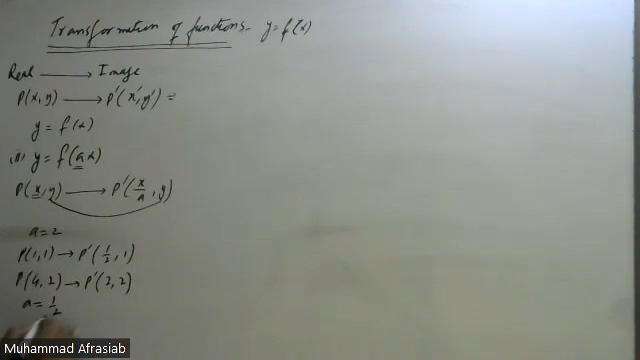 Transformation of functions. y = f(x)
Real ⟶ Image
P(x, y) ⟶ P'(x', y') =
y = f(x)
(i) y = f(ax)
P(x, y) ⟶ P'(x/a, y)
a = 2
P(1, 1) → P'(1/2, 1)
P(4, 2) → P'(2, 2)
a = 1/2
Muhammad Afrasiab